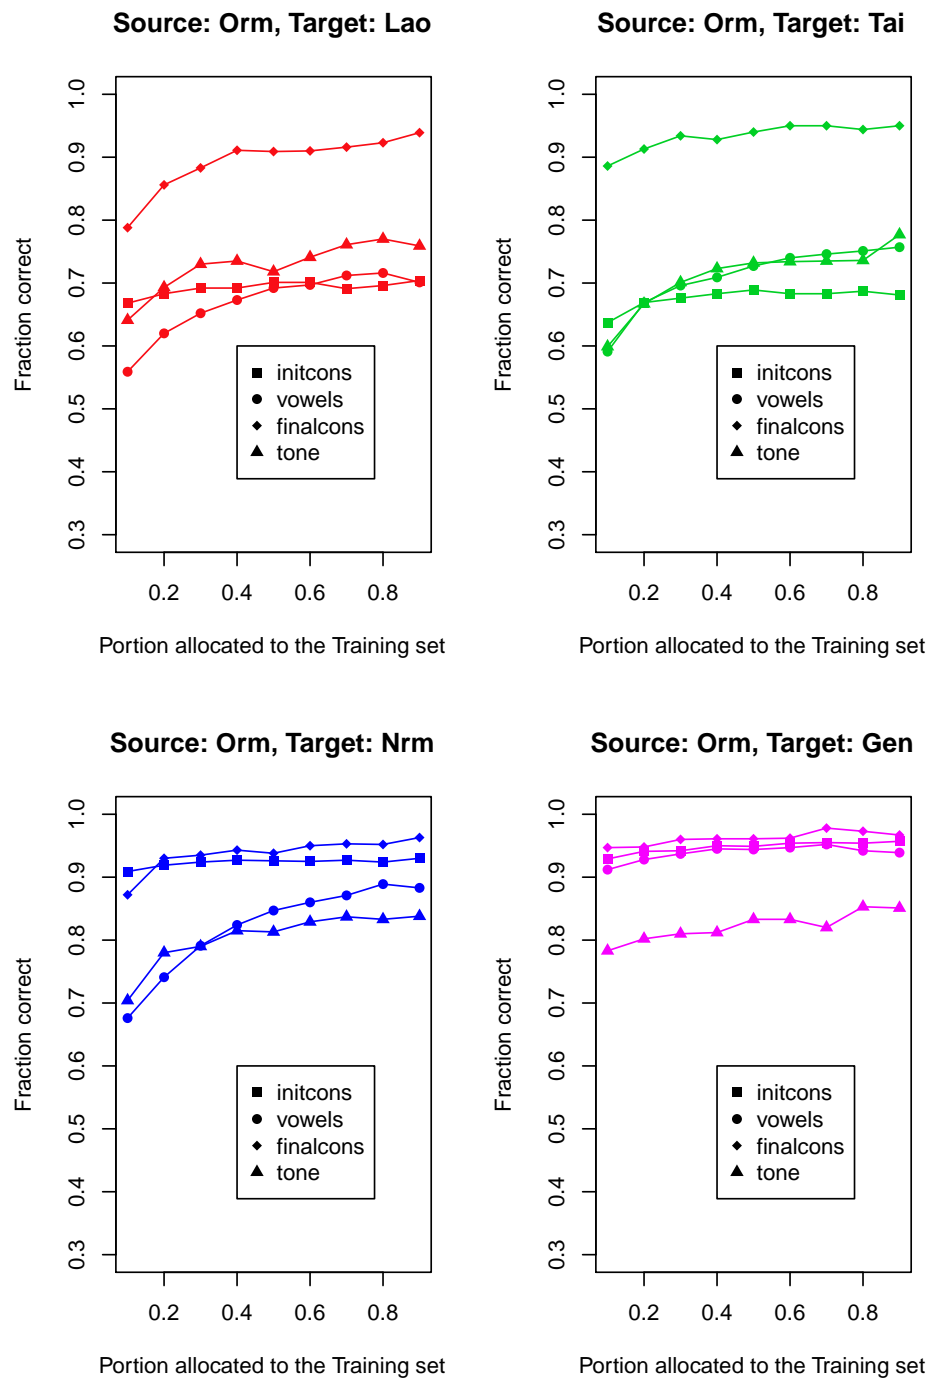 Source: Orm, Target: Lao
Fraction correct
1.0
0.9
0.8
0.7
0.6
0.5
0.4
0.3
initcons
vowels
finalcons
tone
0.2 0.4 0.6 0.8
Portion allocated to the Training set
Source: Orm, Target: Tai
Fraction correct
1.0
0.9
0.8
0.7
0.6
0.5
0.4
0.3
initcons
vowels
finalcons
tone
0.2 0.4 0.6 0.8
Portion allocated to the Training set
Source: Orm, Target: Nrm
Fraction correct
1.0
0.9
0.8
0.7
0.6
0.5
0.4
0.3
initcons
vowels
finalcons
tone
0.2 0.4 0.6 0.8
Portion allocated to the Training set
Source: Orm, Target: Gen
Fraction correct
1.0
0.9
0.8
0.7
0.6
0.5
0.4
0.3
initcons
vowels
finalcons
tone
0.2 0.4 0.6 0.8
Portion allocated to the Training set